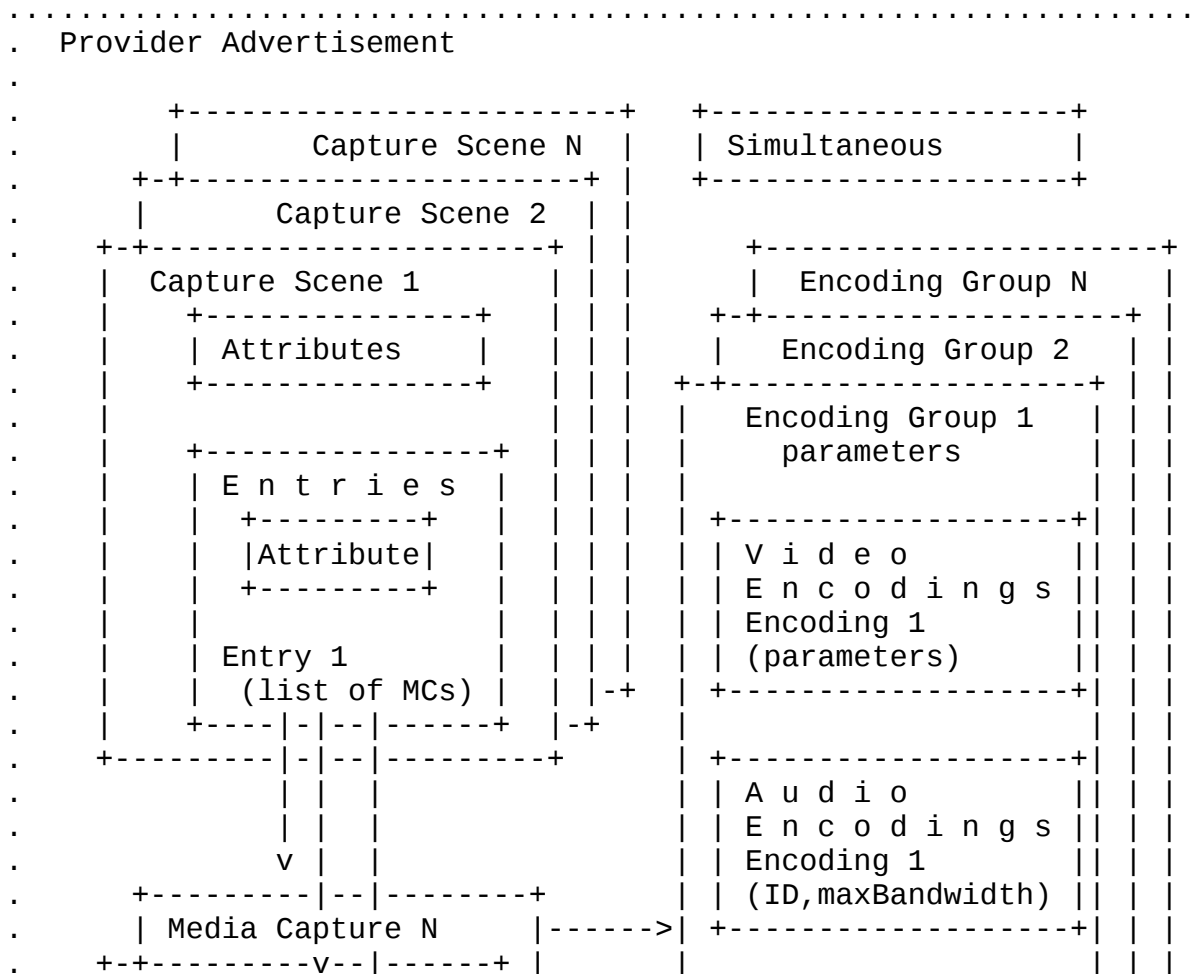 Provider Advertisement
Capture Scene N
Simultaneous
Capture Scene 2
Capture Scene 1
Encoding Group N
Attributes
Encoding Group 2
Encoding Group 1
parameters
E n t r i e s
Attribute
V i d e o
E n c o d i n g s
Encoding 1
Entry 1
(parameters)
(list of MCs)
A u d i o
E n c o d i n g s
v
Encoding 1
(ID,maxBandwidth)
Media Capture N
v